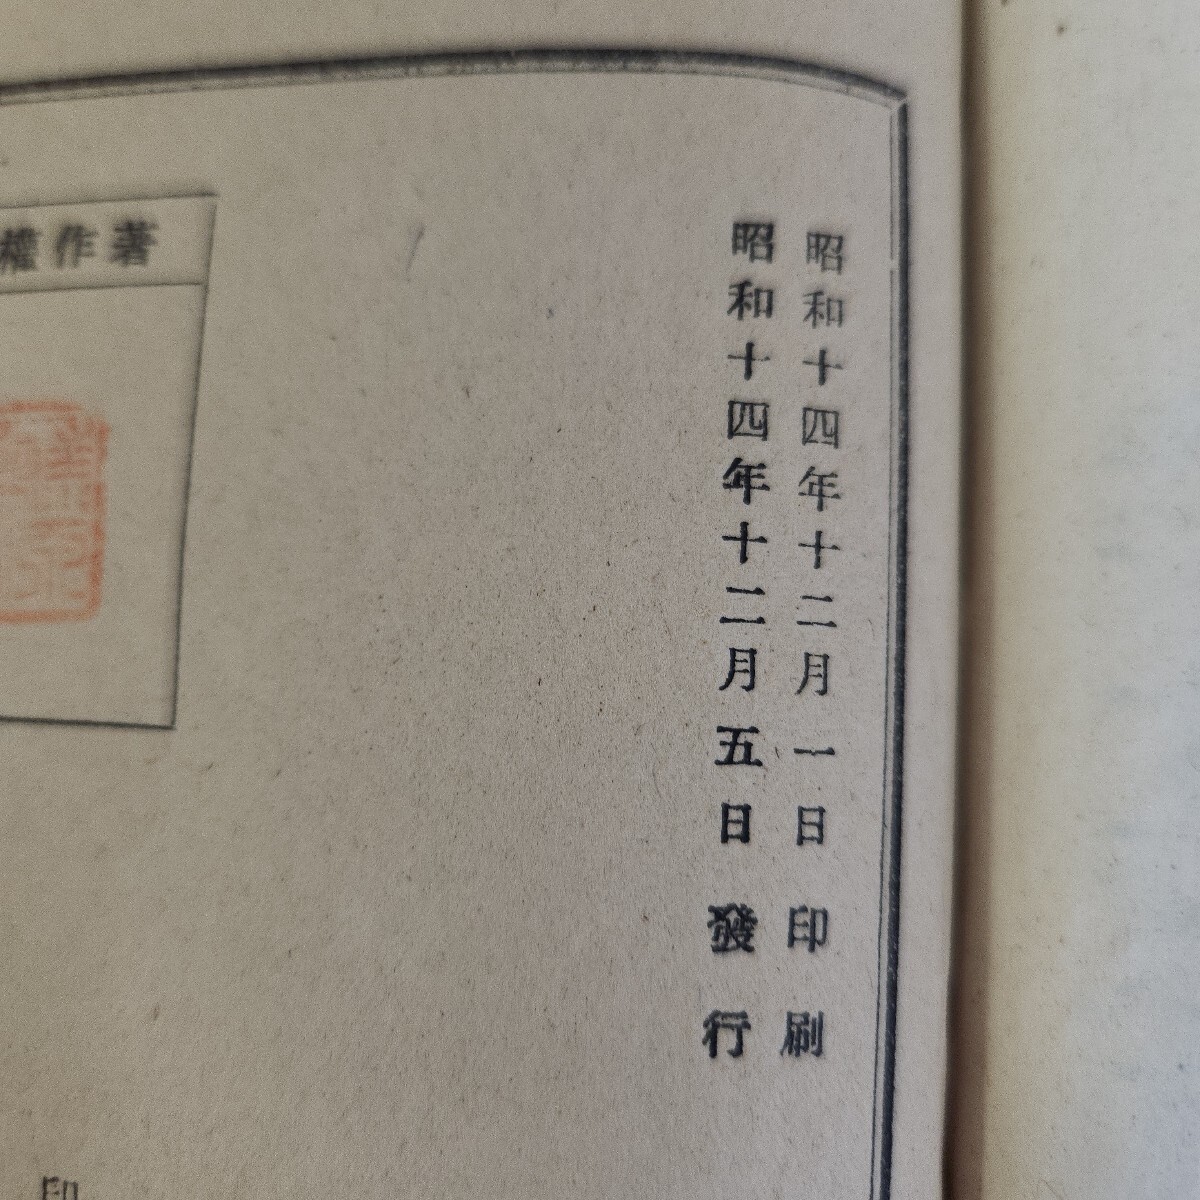 昭和十四年十二月一日印刷
昭和十四年十二月五日發行
著作權
印